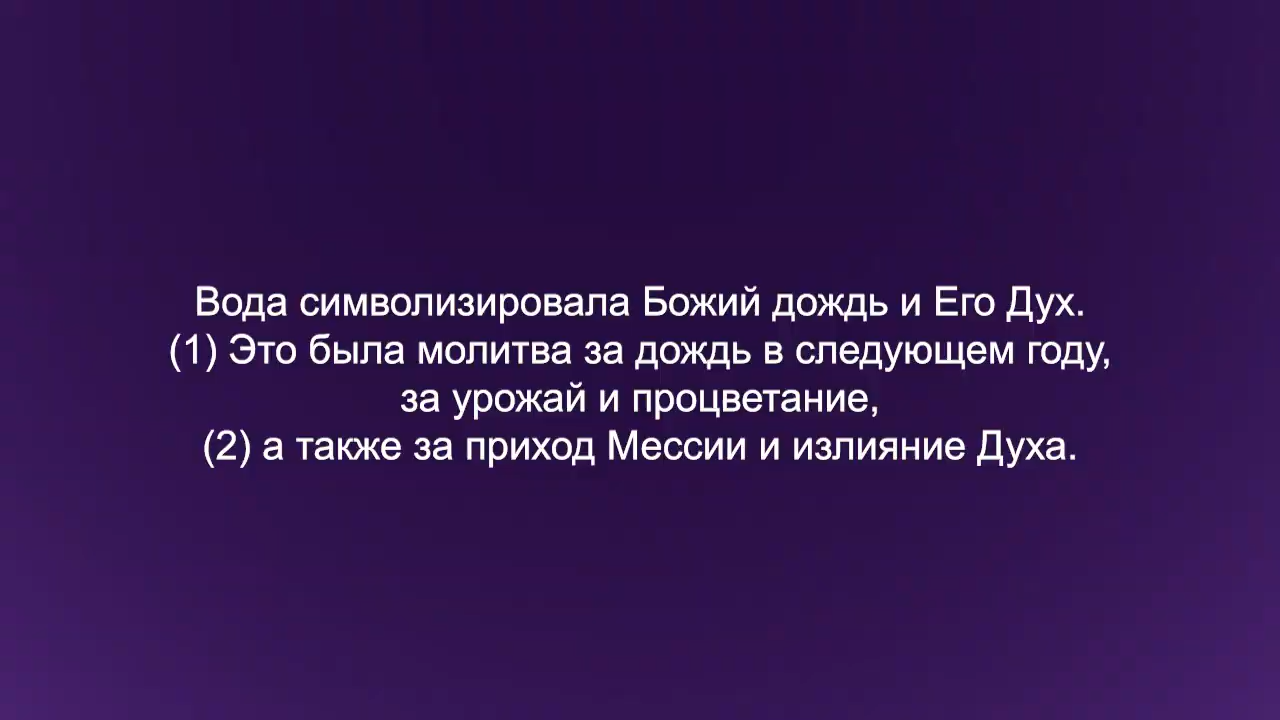 Вода символизировала Божий дождь и Его Дух.
(1) Это была молитва за дождь в следующем году,
за урожай и процветание,
(2) а также за приход Мессии и излияние Духа.